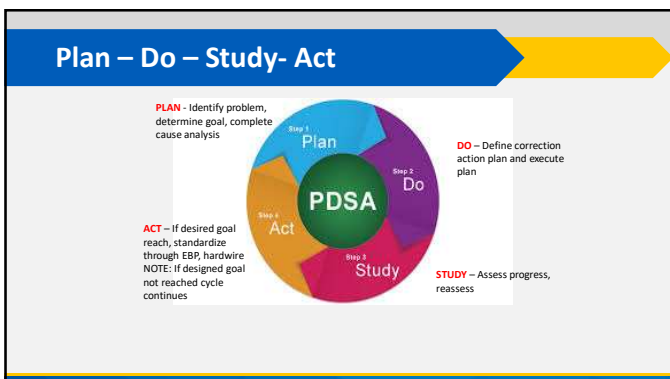 Plan – Do – Study- Act
PLAN - Identify problem,
determine goal, complete
cause analysis
Step 1
Plan
DO – Define correction
action plan and execute
plan
Step 2
Do
PDSA
Step 4
Act
ACT – If desired goal
reach, standardize
through EBP, hardwire
NOTE: If designed goal
not reached cycle
continues
Step 3
Study
STUDY – Assess progress,
reassess